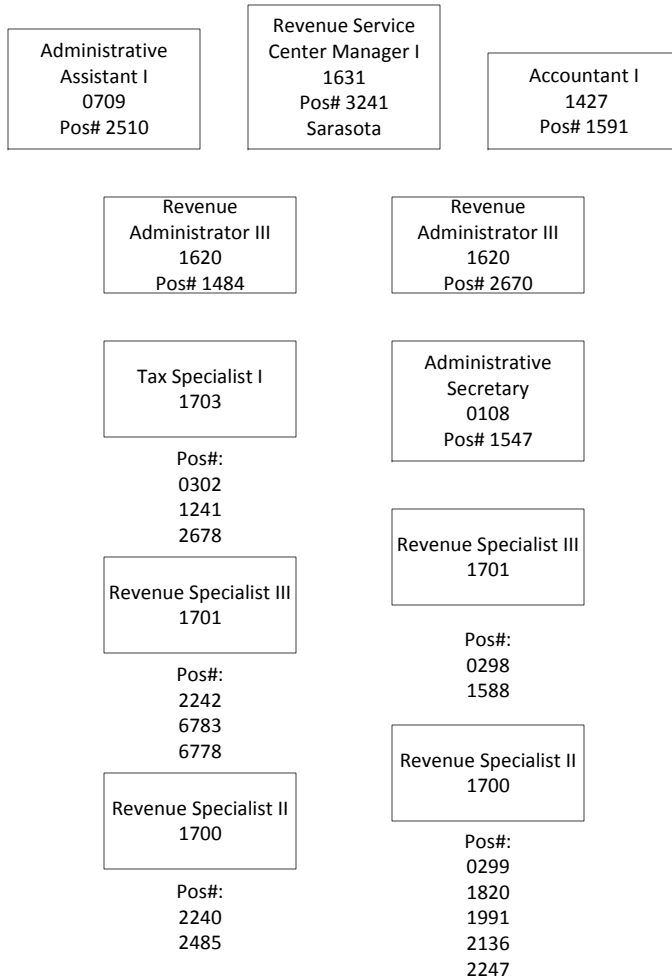 Administrative
Assistant I
0709
Pos# 2510
Revenue Service
Center Manager I
1631
Pos# 3241
Sarasota
Accountant I
1427
Pos# 1591
Revenue
Administrator III
1620
Pos# 1484
Revenue
Administrator III
1620
Pos# 2670
Tax Specialist I
1703
Pos#:
0302
1241
2678
Revenue Specialist III
1701
Pos#:
2242
6783
6778
Revenue Specialist II
1700
Pos#:
2240
2485
Administrative
Secretary
0108
Pos# 1547
Revenue Specialist III
1701
Pos#:
0298
1588
Revenue Specialist II
1700
Pos#:
0299
1820
1991
2136
2247